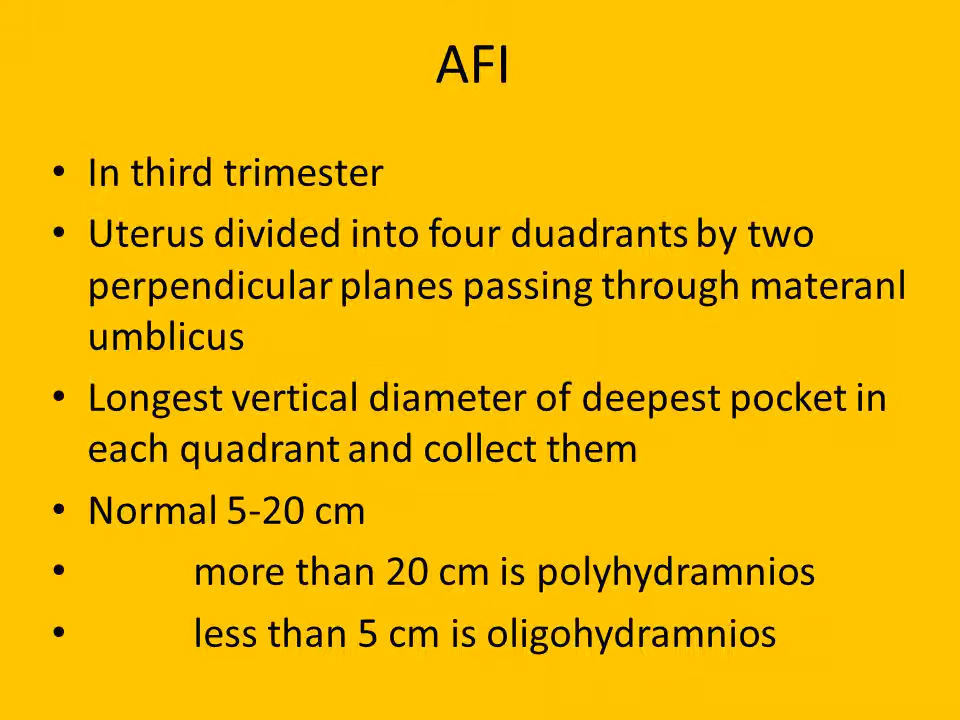 AFI
• In third trimester
• Uterus divided into four duadrants by two
perpendicular planes passing through materanl
umblicus
• Longest vertical diameter of deepest pocket in
each quadrant and collect them
• Normal 5-20 cm
• more than 20 cm is polyhydramnios
• less than 5 cm is oligohydramnios